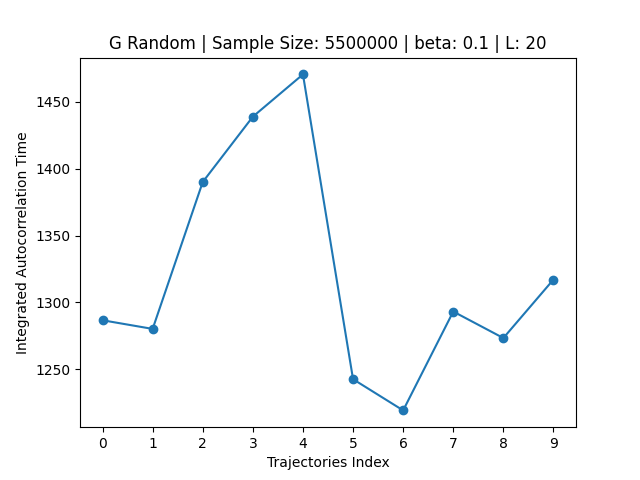 G Random | Sample Size: 5500000 | beta: 0.1 | L: 20
Integrated Autocorrelation Time
1450
1400
1350
1300
1250
0 1 2 3 4 5 6 7 8 9
Trajectories Index